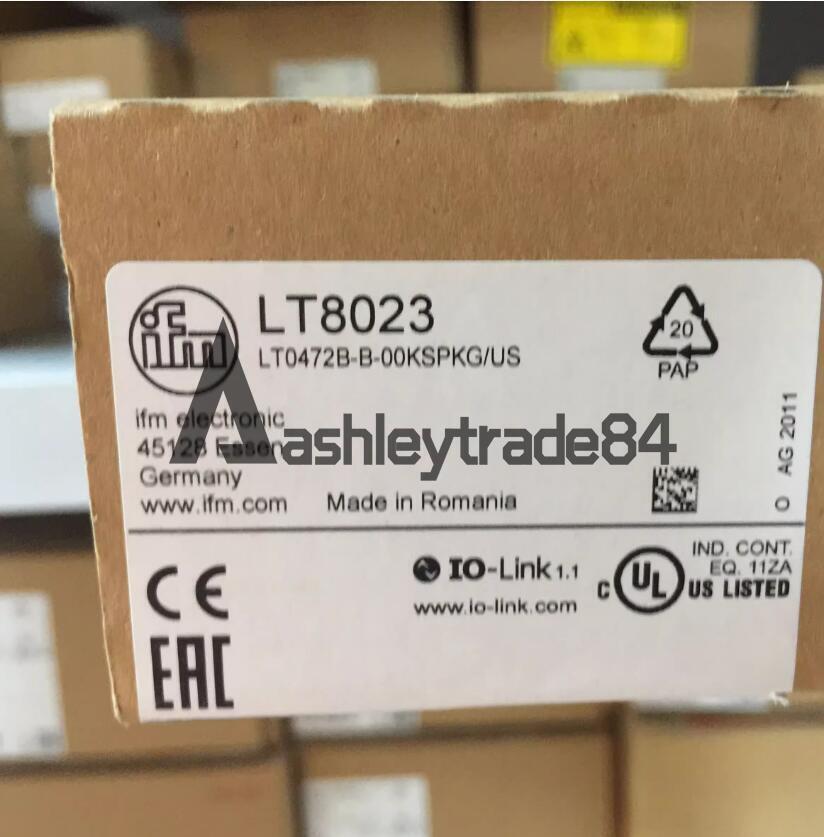 ifm
LT8023
LT0472B-B-00KSPKG/US
20
PAP
ifm electronic
45128 Essen
Germany
www.ifm.com Made in Romania
Aashleytrade84
O AG 2011
CE
EAC
IO-Link 1.1
www.io-link.com
C UL US LISTED
IND. CONT.
EQ. 11ZA